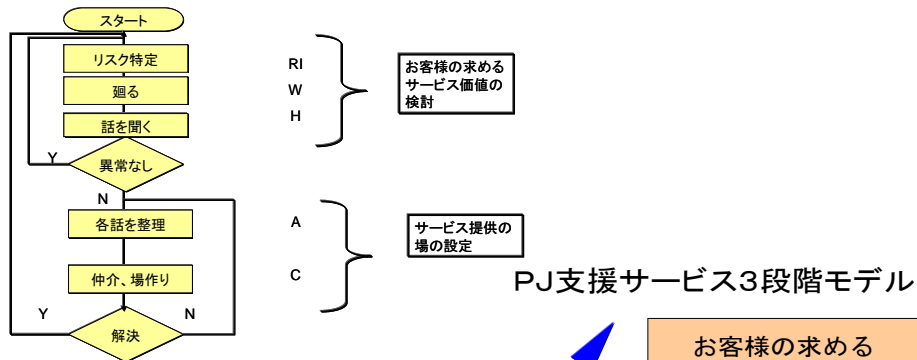 スタート
リスク特定
廻る
話を聞く
Y
異常なし
N
各話を整理
仲介、場作り
Y
N
解決
RI
W
H
お客様の求める
サービス価値の
検討
A
C
サービス提供の
場の設定
PJ支援サービス3段階モデル
お客様の求める